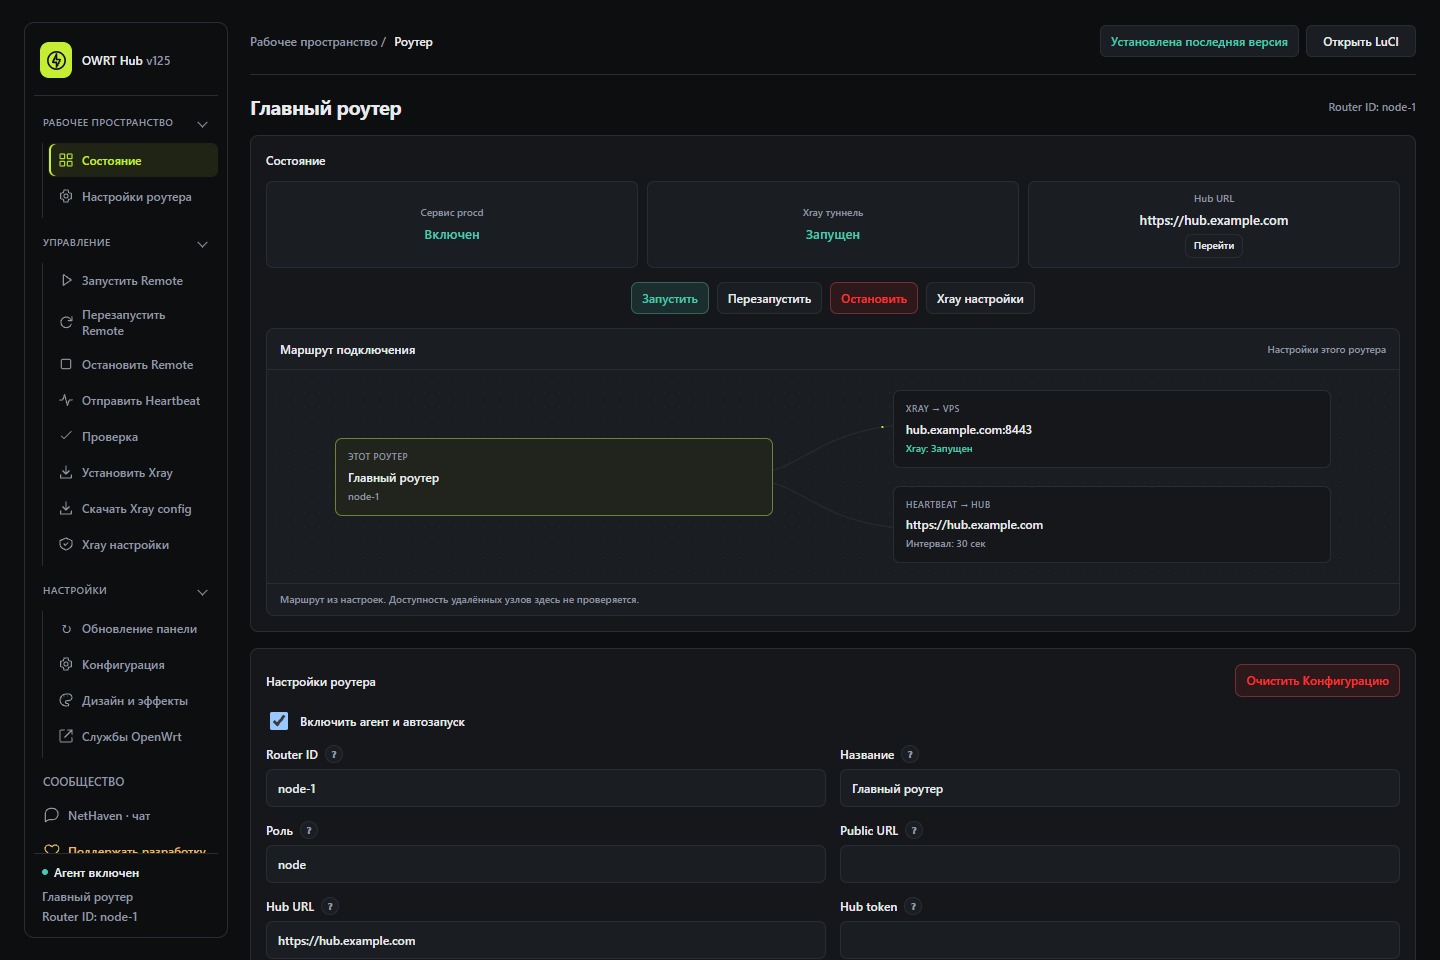 OWRT Hub v125
РАБОЧЕЕ ПРОСТРАНСТВО
Состояние
Настройки роутера
УПРАВЛЕНИЕ
Запустить Remote
Перезапустить
Remote
Остановить Remote
Отправить Heartbeat
Проверка
Установить Xray
Скачать Xray config
Xray настройки
НАСТРОЙКИ
Обновление панели
Конфигурация
Дизайн и эффекты
Службы OpenWrt
СООБЩЕСТВО
NetHaven · чат
Поддержать разработку
Агент включен
Главный роутер
Router ID: node-1
Рабочее пространство / Роутер
Установлена последняя версия
Открыть LuCI
Главный роутер
Router ID: node-1
Состояние
Сервис procd
Включен
Xray туннель
Запущен
Hub URL
https://hub.example.com
Перейти
Запустить
Перезапустить
Остановить
Xray настройки
Маршрут подключения
Настройки этого роутера
ЭТОТ РОУТЕР
Главный роутер
node-1
XRAY → VPS
hub.example.com:8443
Xray: Запущен
HEARTBEAT → HUB
https://hub.example.com
Интервал: 30 сек
Маршрут из настроек. Доступность удалённых узлов здесь не проверяется.
Настройки роутера
Очистить Конфигурацию
Включить агент и автозапуск
Router ID ?
node-1
Название ?
Главный роутер
Роль ?
node
Public URL ?
Hub URL ?
https://hub.example.com
Hub token ?